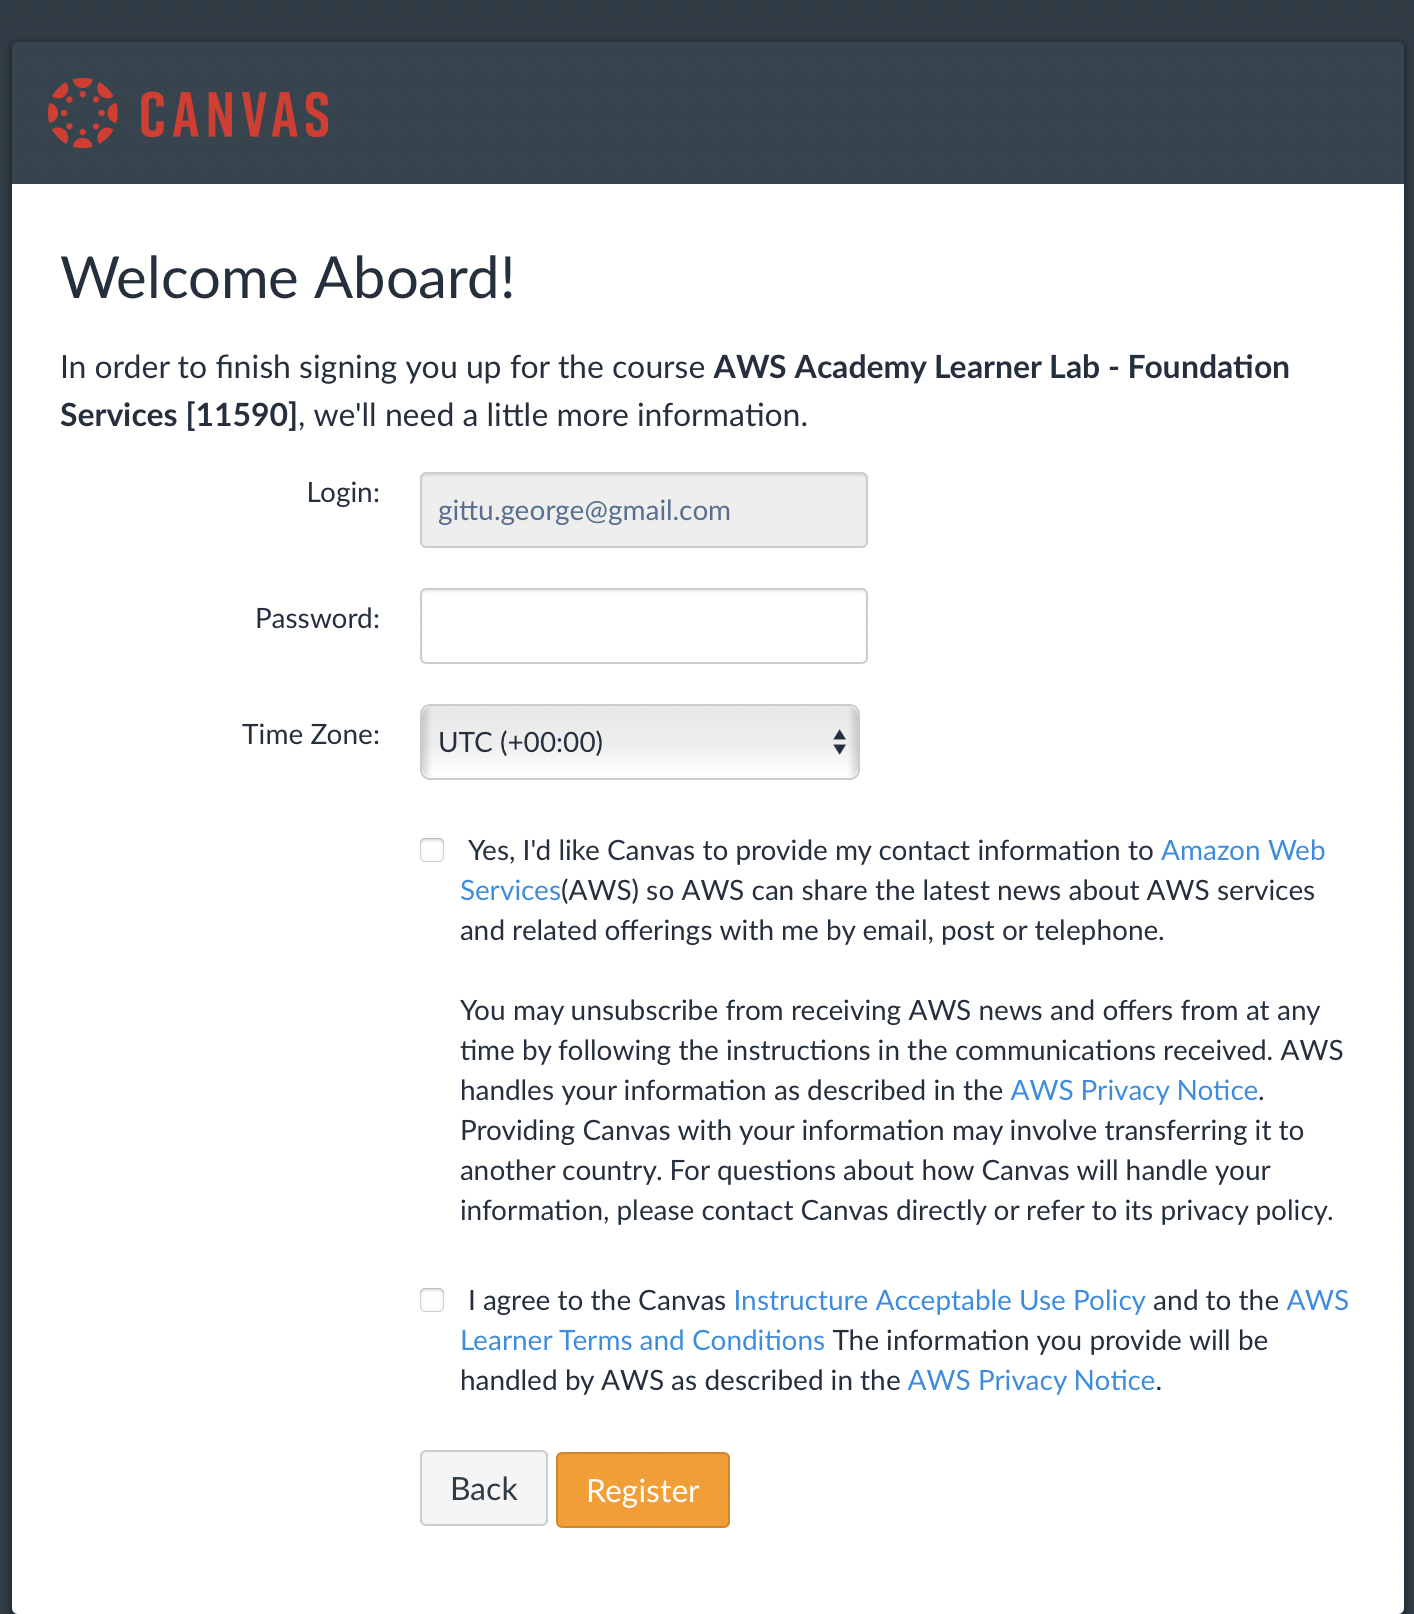 CANVAS
Welcome Aboard!
In order to finish signing you up for the course AWS Academy Learner Lab - Foundation
Services [11590], we'll need a little more information.
Login:
gittu.george@gmail.com
Password:
Time Zone:
UTC (+00:00)
Yes, I'd like Canvas to provide my contact information to Amazon Web
Services(AWS) so AWS can share the latest news about AWS services
and related offerings with me by email, post or telephone.
You may unsubscribe from receiving AWS news and offers from at any
time by following the instructions in the communications received. AWS
handles your information as described in the AWS Privacy Notice.
Providing Canvas with your information may involve transferring it to
another country. For questions about how Canvas will handle your
information, please contact Canvas directly or refer to its privacy policy.
I agree to the Canvas Instructure Acceptable Use Policy and to the AWS
Learner Terms and Conditions The information you provide will be
handled by AWS as described in the AWS Privacy Notice.
Back
Register